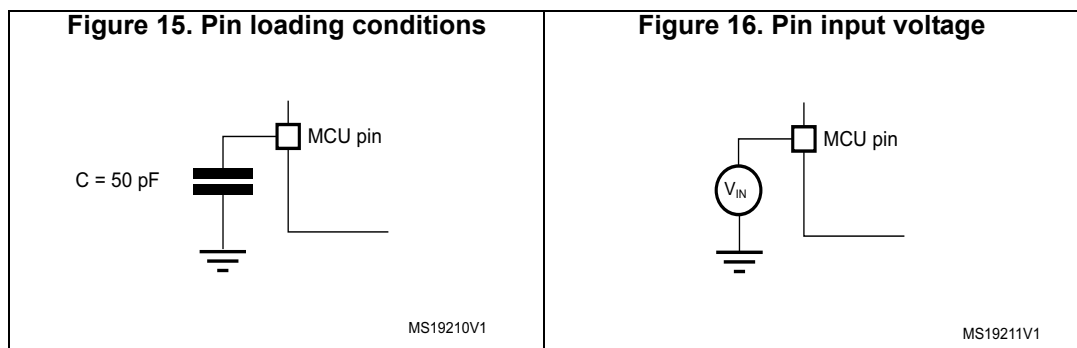 Figure 15. Pin loading conditions
MCU pin
C = 50 pF
MS19210V1
Figure 16. Pin input voltage
MCU pin
VIN
MS19211V1